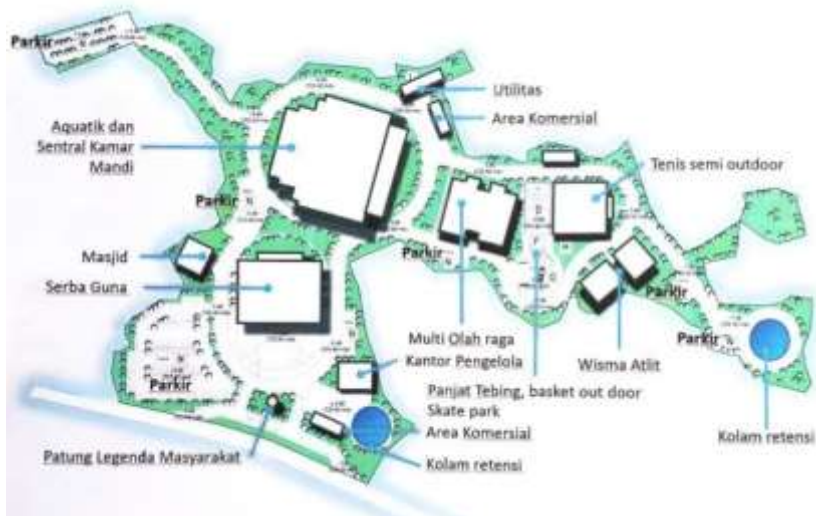 Parkir
Utilitas
Area Komersial
Aquatik dan
Sentral Kamar
Mandi
Tenis semi outdoor
Parkir
Masjid
Parkir
Serba Guna
Parkir
Parkir
Multi Olah raga
Kantor Pengelola
Wisma Atlit
Parkir
Panjat Tebing, basket out door
Skate park
Area Komersial
Kolam retensi
Patung Legenda Masyarakat
Kolam retensi